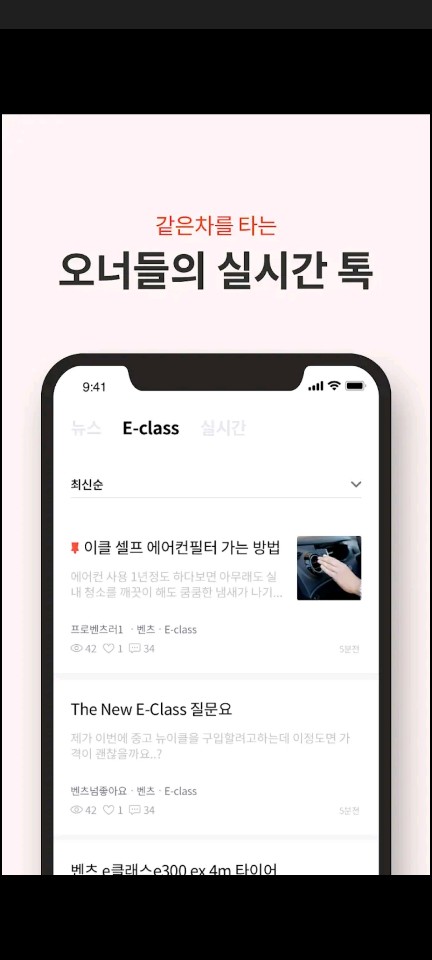 같은차를 타는
오너들의 실시간 톡
9:41
뉴스 E-class 실시간
최신순
이클 셀프 에어컨필터 가는 방법
에어컨 사용 1년정도 하다보면 아무래도 실
내 청소를 깨끗이 해도 쿰쿰한 냄새가 나기...
프로벤츠러1 · 벤츠 · E-class
42 1 34 5분전
The New E-Class 질문요
제가 이번에 중고 뉴이클을 구입할려고하는데 이정도면 가
격이 괜찮을까요..?
벤츠넘좋아요 · 벤츠 · E-class
42 1 34 5분전
벤츠 e클래스e300 ex 4m 타이어